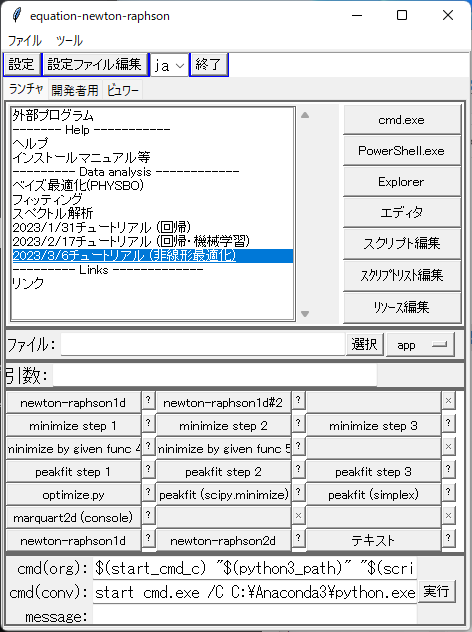 equation-newton-raphson
ファイル ツール
設定 設定ファイル編集 ja 終了
ランチャ 開発者用 ビュワー
外部プログラム
-------- Help ------------
ヘルプ
インストールマニュアル等
--------- Data analysis ------------
ベイズ最適化(PHYSBO)
フィッティング
スペクトル解析
2023/1/31チュートリアル (回帰)
2023/2/17チュートリアル (回帰・機械学習)
2023/3/6チュートリアル (非線形最適化)
--------- Links -------------
リンク
cmd.exe
PowerShell.exe
Explorer
エディタ
スクリプト編集
スクリプトリスト編集
リソース編集
ファイル: 選択 app
引数:
newton-raphson1d ? newton-raphson1d#2 ? ×
minimize step 1 ? minimize step 2 ? minimize step 3 ?
minimize by given func 4 ? minimize by given func 5 ? ×
peakfit step 1 ? peakfit step 2 ? peakfit step 3 ?
optimize.py ? peakfit (scipy.minimize) ? peakfit (simplex) ?
marquart2d (console) ? × ×
newton-raphson1d ? newton-raphson2d ? テキスト ?
cmd(org): $(start_cmd_c) "$(python3_path)" "$(scri
cmd(conv): start cmd.exe /C C:¥Anaconda3¥python.exe 実行
message: